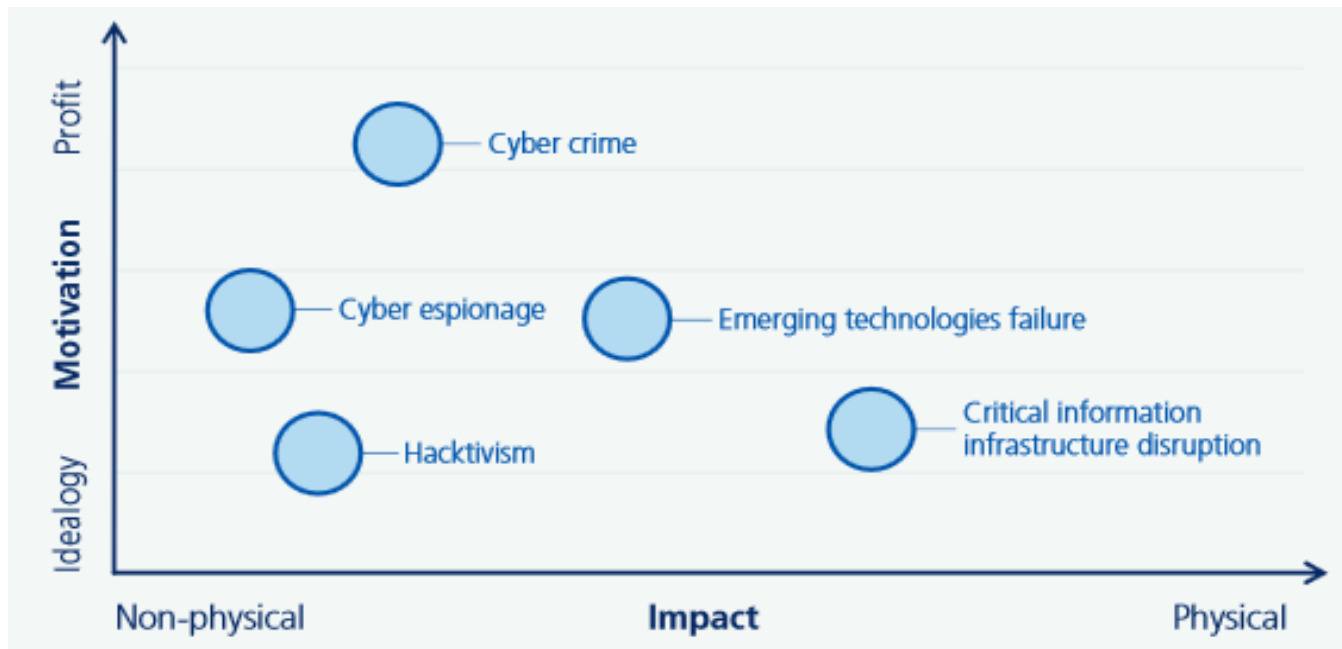 Profit
Motivation
Idealogy
Cyber crime
Cyber espionage
Emerging technologies failure
Hacktivism
Critical information
infrastructure disruption
Non-physical
Impact
Physical